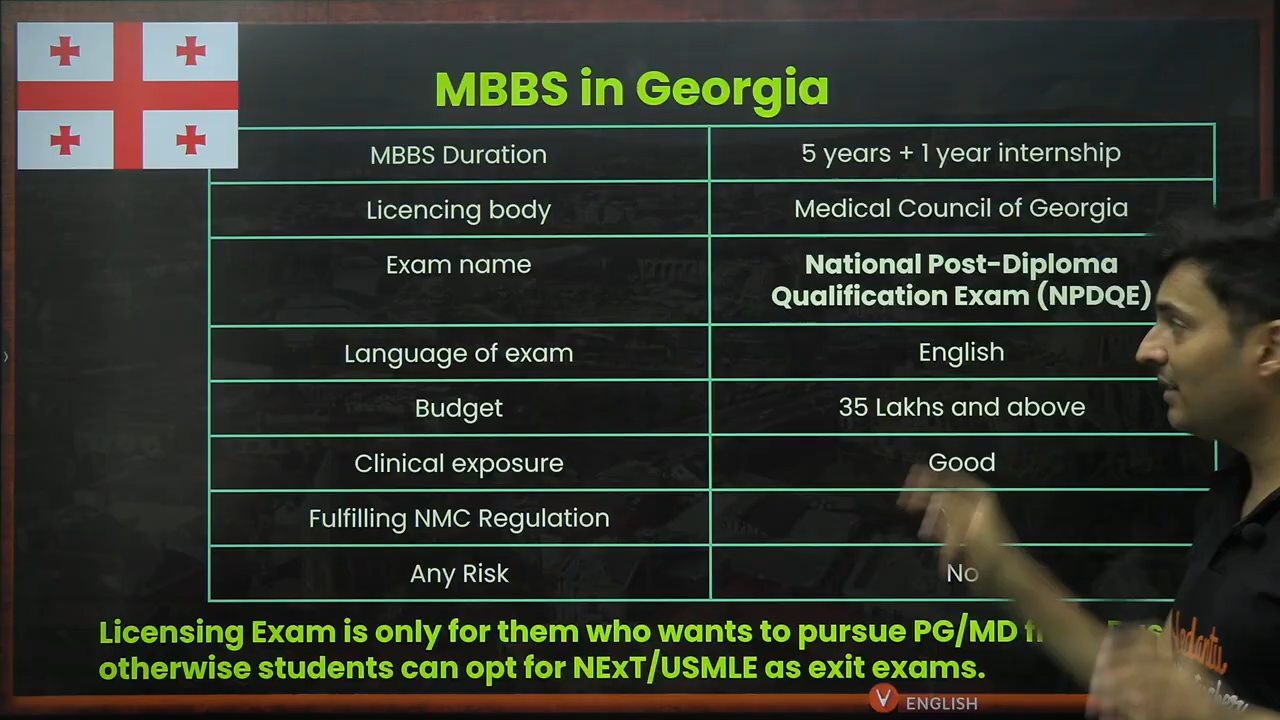 MBBS in Georgia
MBBS Duration
5 years + 1 year internship
Licencing body
Medical Council of Georgia
Exam name
National Post-Diploma
Qualification Exam (NPDQE)
Language of exam
English
Budget
35 Lakhs and above
Clinical exposure
Good
Fulfilling NMC Regulation
Any Risk
No
Licensing Exam is only for them who wants to pursue PG/MD
otherwise students can opt for NExT/USMLE as exit exams.
Vedantu
V ENGLISH